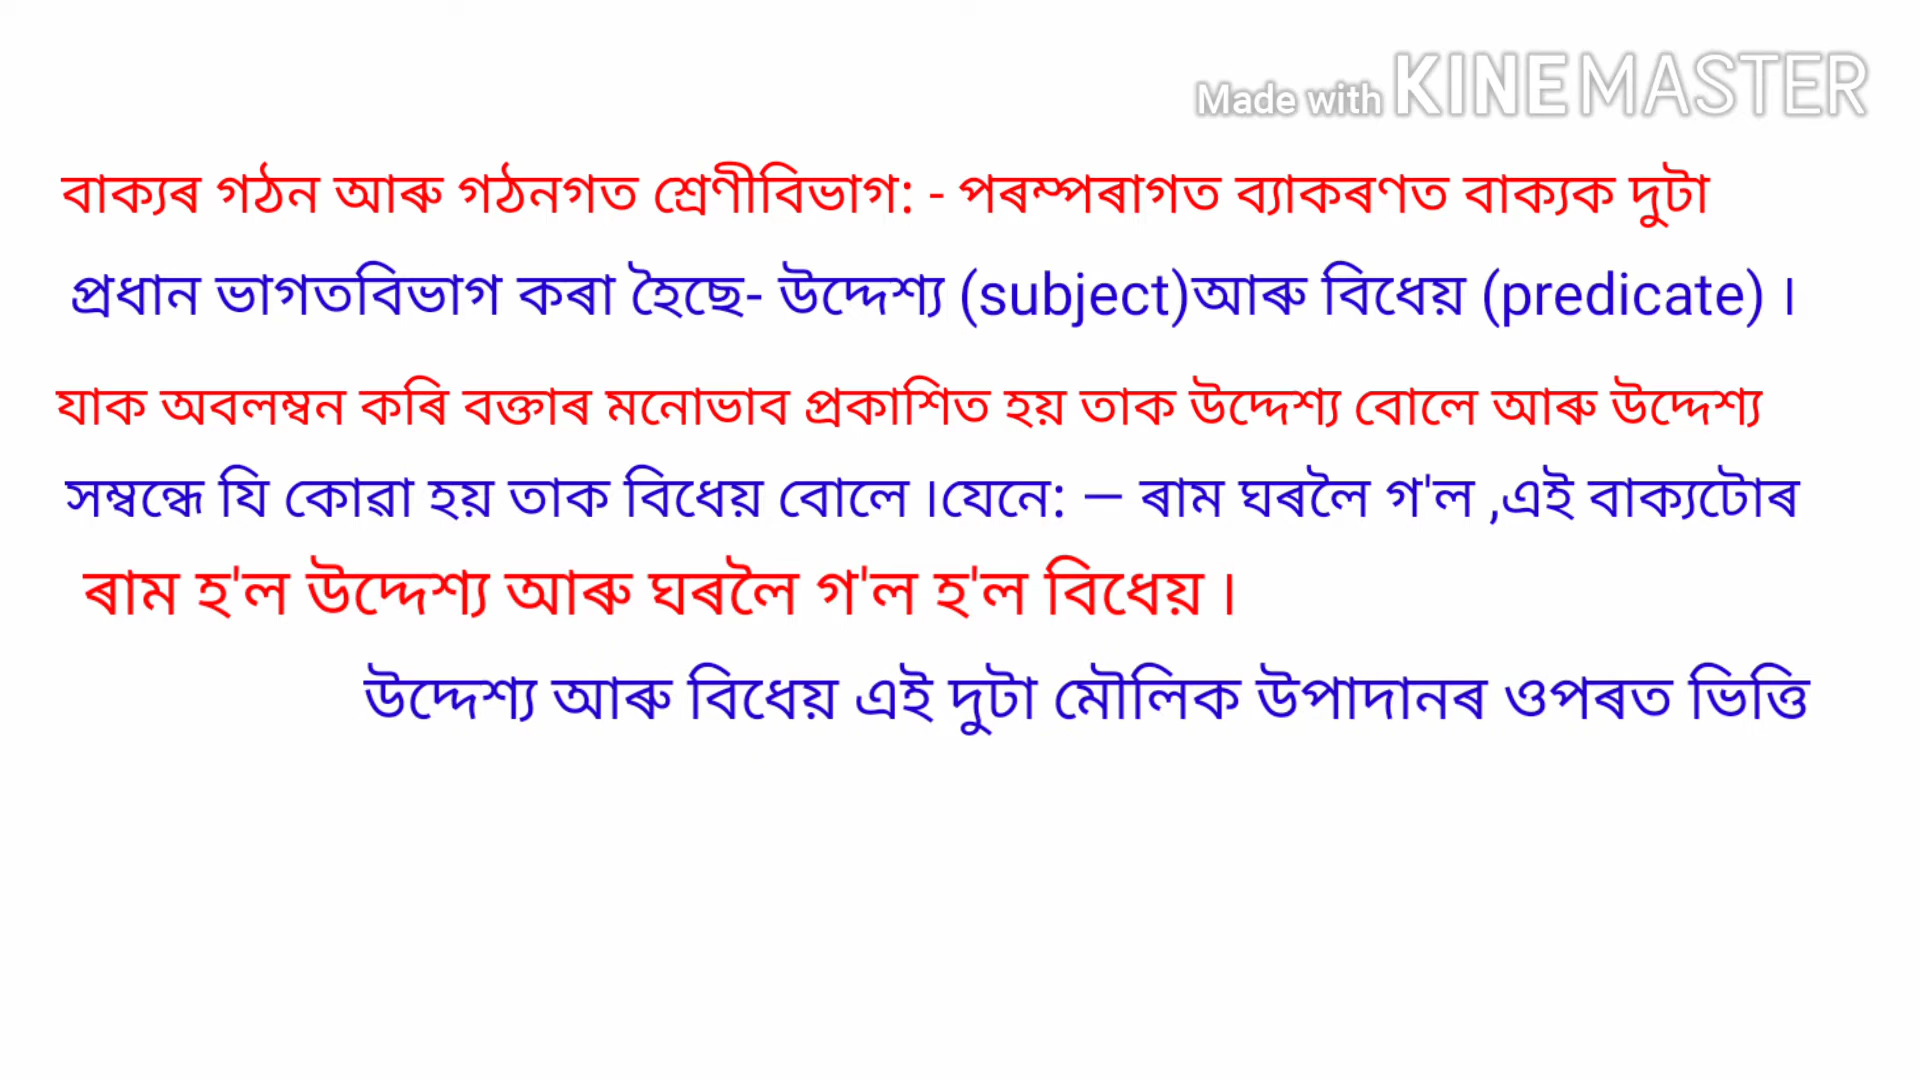 Made with KINEMASTER
বাক্যৰ গঠন আৰু গঠনগত শ্ৰেণীবিভাগ: - পৰম্পৰাগত ব্যাকৰণত বাক্যক দুটা
প্ৰধান ভাগতবিভাগ কৰা হৈছে- উদ্দেশ্য (subject)আৰু বিধেয় (predicate) ।
যাক অবলম্বন কৰি বক্তাৰ মনোভাব প্ৰকাশিত হয় তাক উদ্দেশ্য বোলে আৰু উদ্দেশ্য
সম্বন্ধে যি কোৱা হয় তাক বিধেয় বোলে ।যেনে: — ৰাম ঘৰলৈ গ'ল ,এই বাক্যটোৰ
ৰাম হ'ল উদ্দেশ্য আৰু ঘৰলৈ গ'ল হ'ল বিধেয় ।
উদ্দেশ্য আৰু বিধেয় এই দুটা মৌলিক উপাদানৰ ওপৰত ভিত্তি